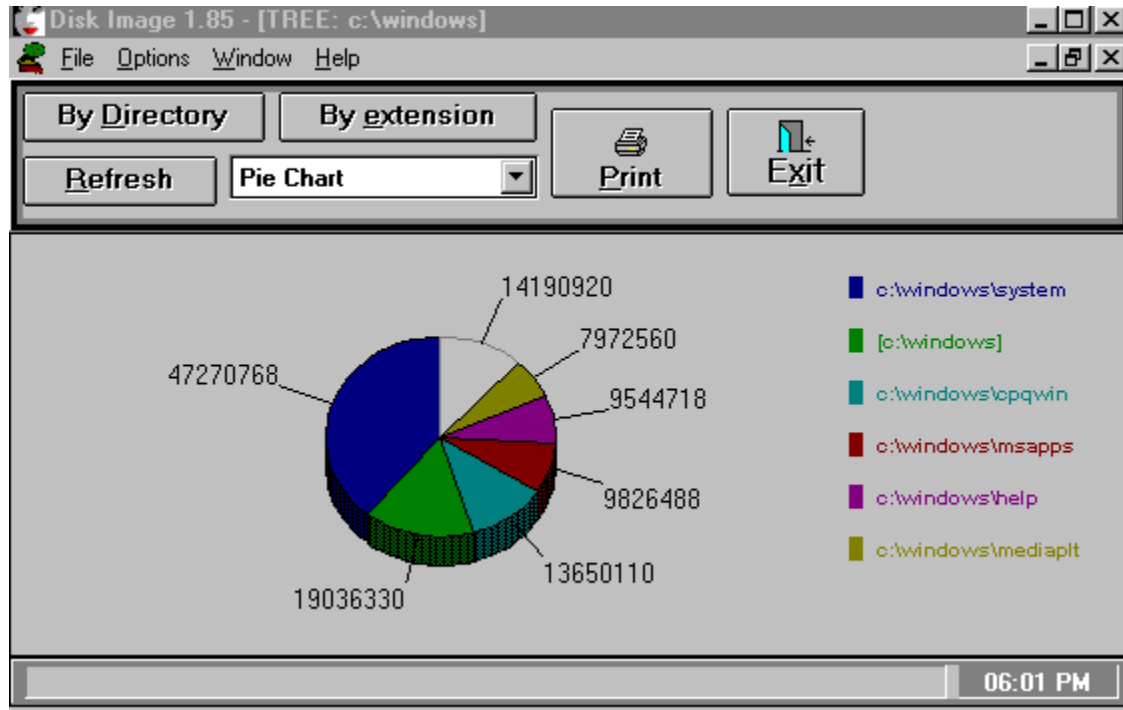 Disk Image 1.85 - [TREE: c:\windows]
File Options Window Help
By Directory By extension
Refresh Pie Chart Print Exit
14190920
7972560
47270768
9544718
9826488
13650110
19036330
c:\windows\system
[c:\windows]
c:\windows\cpqwin
c:\windows\msapps
c:\windows\help
c:\windows\mediaplt
06:01 PM